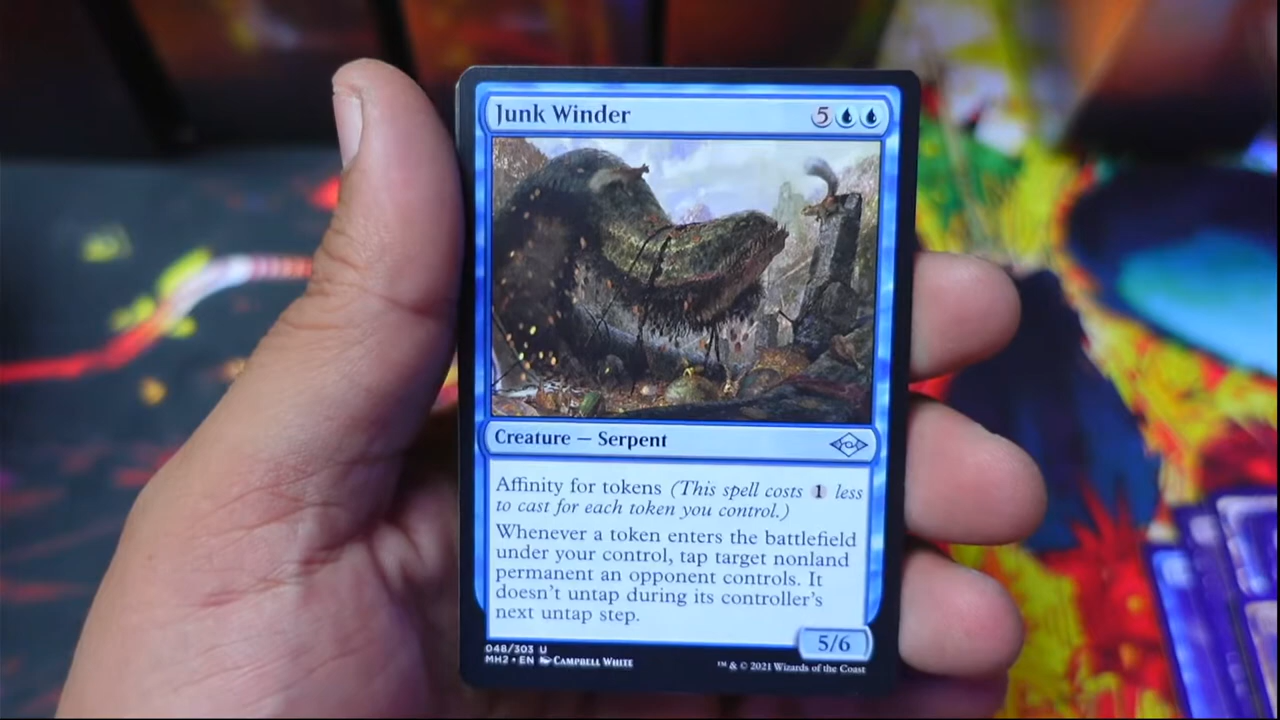 Junk Winder 5
Creature — Serpent
Affinity for tokens (This spell costs 1 less
to cast for each token you control.)
Whenever a token enters the battlefield
under your control, tap target nonland
permanent an opponent controls. It
doesn't untap during its controller's
next untap step.
5/6
048/303 U
MH2 • EN Campbell White
™ & © 2021 Wizards of the Coast